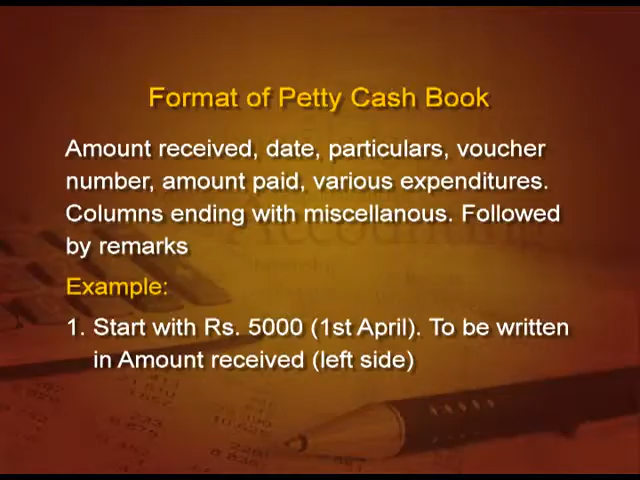 Format of Petty Cash Book
Amount received, date, particulars, voucher
number, amount paid, various expenditures.
Columns ending with miscellanous. Followed
by remarks
Example:
1. Start with Rs. 5000 (1st April). To be written
in Amount received (left side)
Accounting